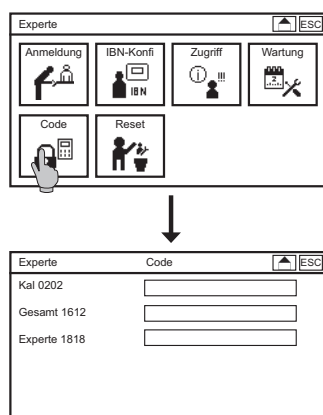 Experte ESC
Anmeldung IBN-Konfi Zugriff Wartung
IBN
!!!
2
Code Reset
Experte Code ESC
Kal 0202
Gesamt 1612
Experte 1818